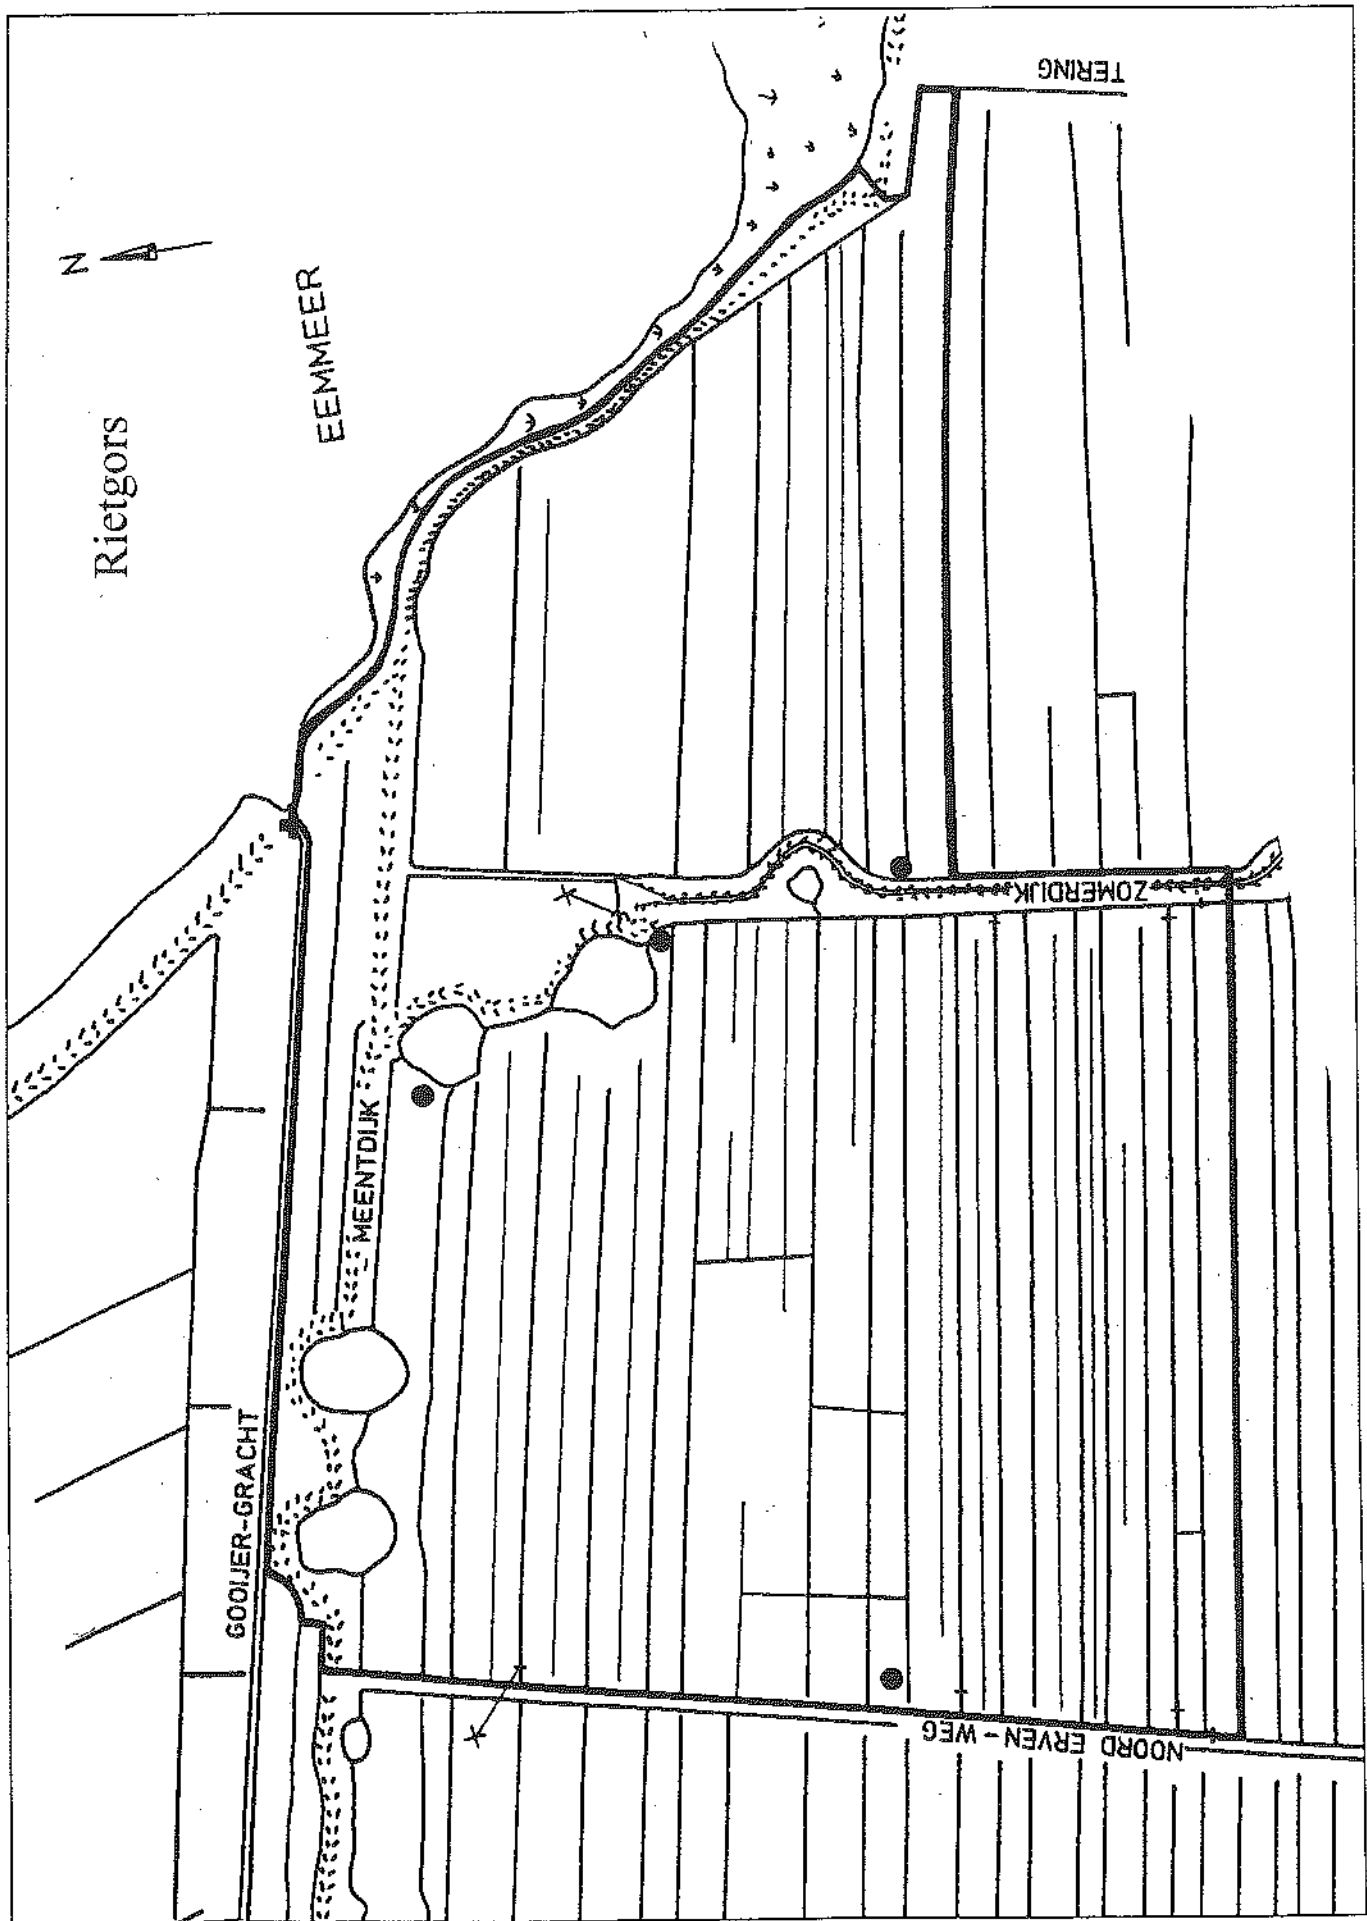 Rietgors
N
EEMMEER
TERING
GOOIJER-GRACHT
MEENTDIJK
ZOMERDIJK
NOORD ERVEN-WEG